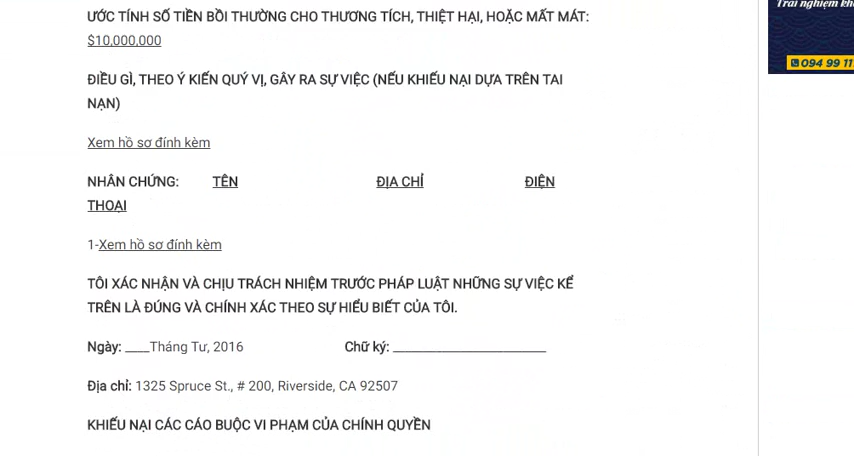 Trải nghiệm
ƯỚC TÍNH SỐ TIỀN BỒI THƯỜNG CHO THƯƠNG TÍCH, THIỆT HẠI, HOẶC MẤT MÁT:
$10,000,000
094 99 11
ĐIỀU GÌ, THEO Ý KIẾN QUÝ VỊ, GÂY RA SỰ VIỆC (NẾU KHIẾU NẠI DỰA TRÊN TAI
NẠN)
Xem hồ sơ đính kèm
NHÂN CHỨNG: TÊN ĐỊA CHỈ ĐIỆN
THOẠI
1-Xem hồ sơ đính kèm
TÔI XÁC NHẬN VÀ CHỊU TRÁCH NHIỆM TRƯỚC PHÁP LUẬT NHỮNG SỰ VIỆC KỂ
TRÊN LÀ ĐÚNG VÀ CHÍNH XÁC THEO SỰ HIỂU BIẾT CỦA TÔI.
Ngày: ____Tháng Tư, 2016 Chữ ký: _________________________
Địa chỉ: 1325 Spruce St., # 200, Riverside, CA 92507
KHIẾU NẠI CÁC CÁO BUỘC VI PHẠM CỦA CHÍNH QUYỀN